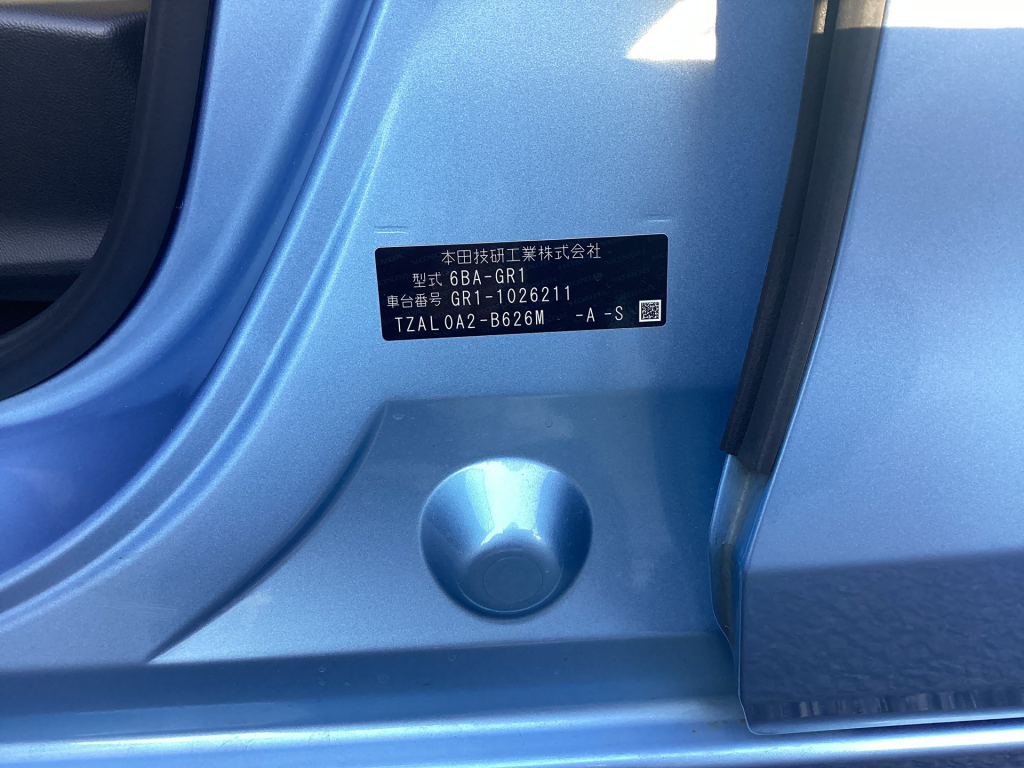 本田技研工業株式会社
型式 6BA-GR1
車台番号 GR1-1026211
TZAL0A2-B626M -A -S